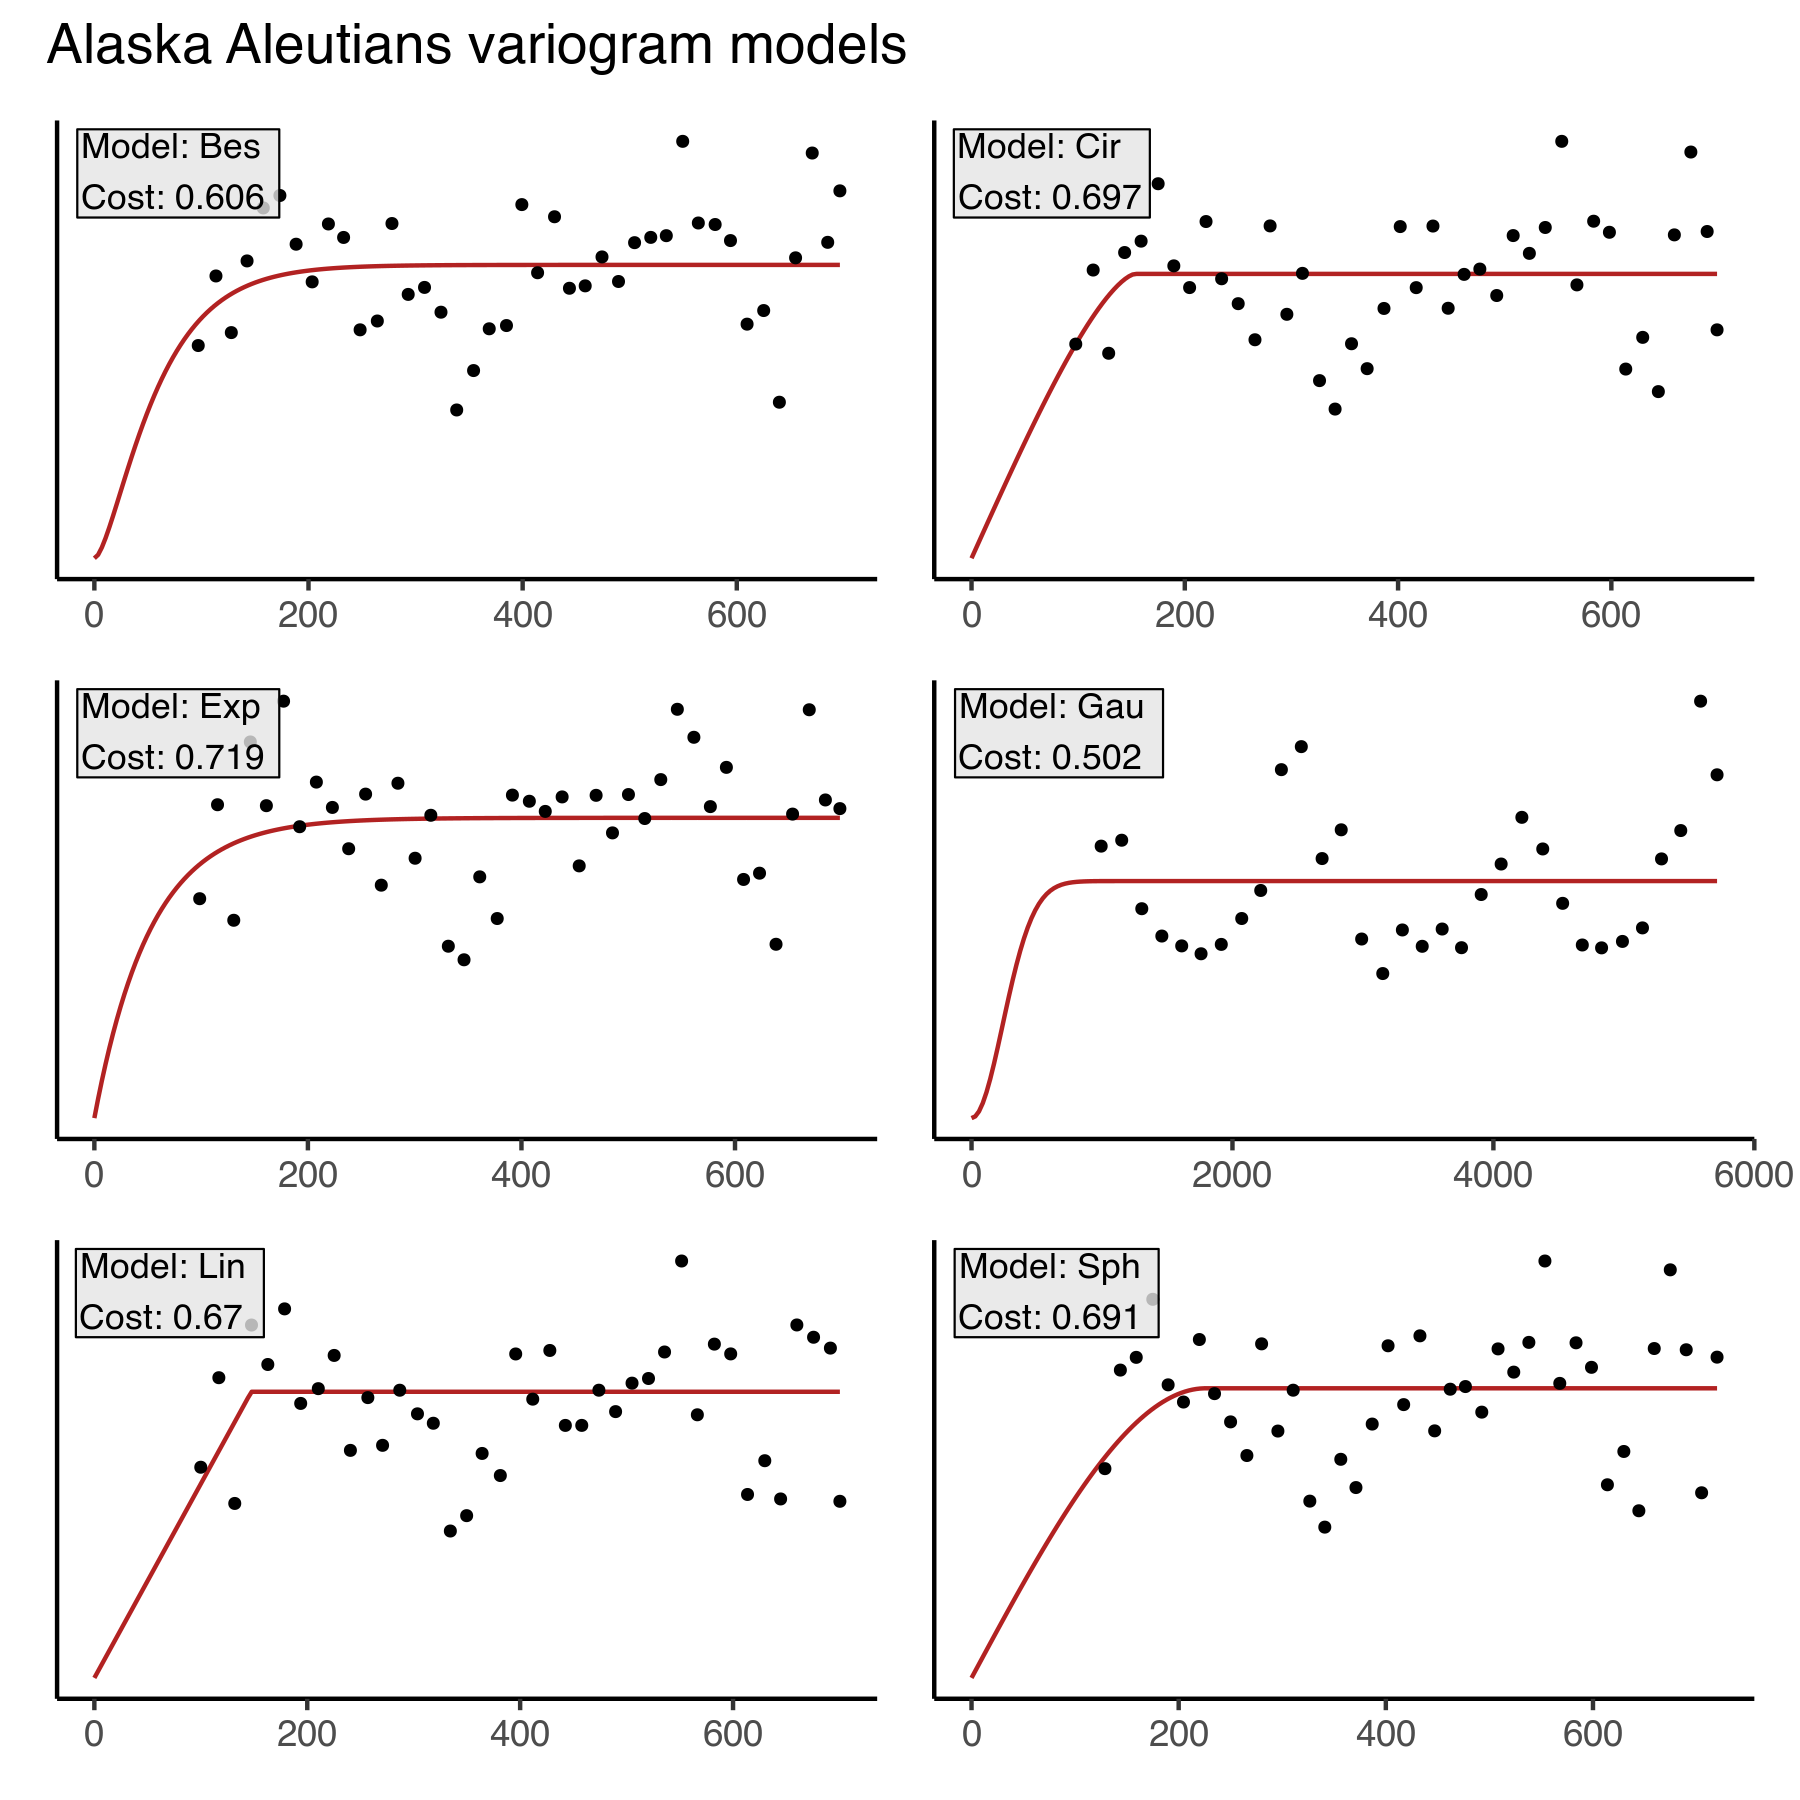 Alaska Aleutians variogram models
Model: Bes
Cost: 0.606
0 200 400 600
Model: Cir
Cost: 0.697
0 200 400 600
Model: Exp
Cost: 0.719
0 200 400 600
Model: Gau
Cost: 0.502
0 2000 4000 6000
Model: Lin
Cost: 0.67
0 200 400 600
Model: Sph
Cost: 0.691
0 200 400 600